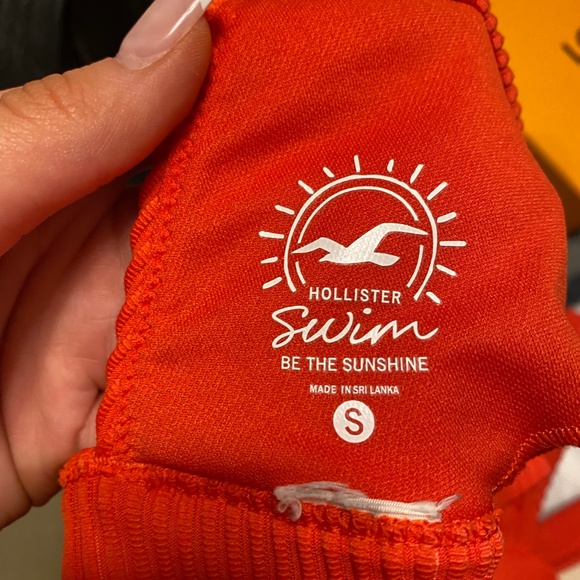 HOLLISTER
Swim
BE THE SUNSHINE
MADE IN SRI LANKA
S